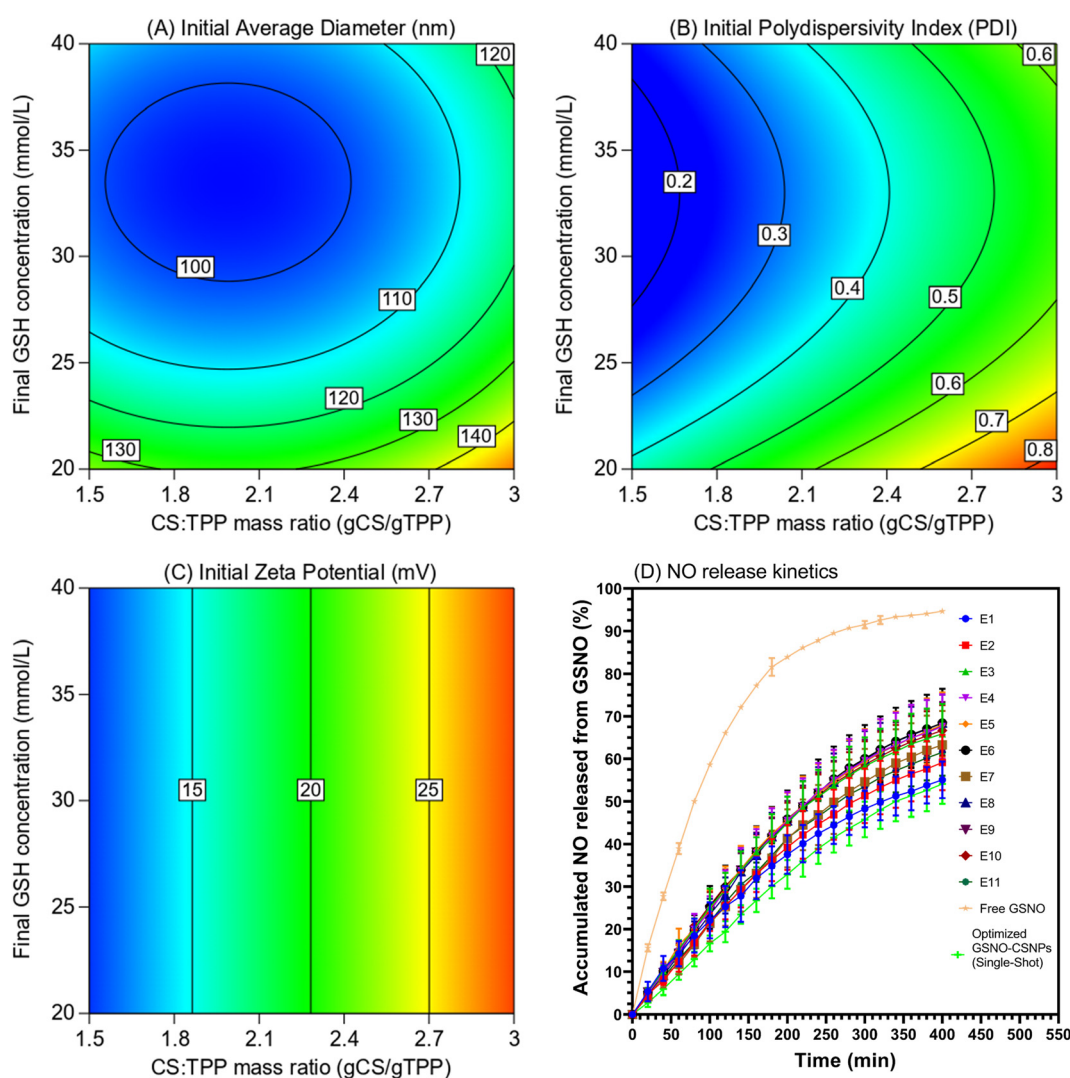 (A) Initial Average Diameter (nm)
40
35
30
25
20
1.5
1.8
2.1
2.4
2.7
3
Final GSH concentration (mmol/L)
CS:TPP mass ratio (gCS/gTPP)
120
100
110
120
130
130
140
(B) Initial Polydispersivity Index (PDI)
40
35
30
25
20
1.5
1.8
2.1
2.4
2.7
3
Final GSH concentration (mmol/L)
CS:TPP mass ratio (gCS/gTPP)
0.6
0.2
0.3
0.4
0.5
0.6
0.7
0.8
(C) Initial Zeta Potential (mV)
40
35
30
25
20
1.5
1.8
2.1
2.4
2.7
3
Final GSH concentration (mmol/L)
CS:TPP mass ratio (gCS/gTPP)
15
20
25
(D) NO release kinetics
100
90
80
70
60
50
40
30
20
10
0
0
50
100
150
200
250
300
350
400
450
500
550
Accumulated NO released from GSNO (%)
Time (min)
E1
E2
E3
E4
E5
E6
E7
E8
E9
E10
E11
Free GSNO
Optimized
GSNO-CSNPs
(Single-Shot)